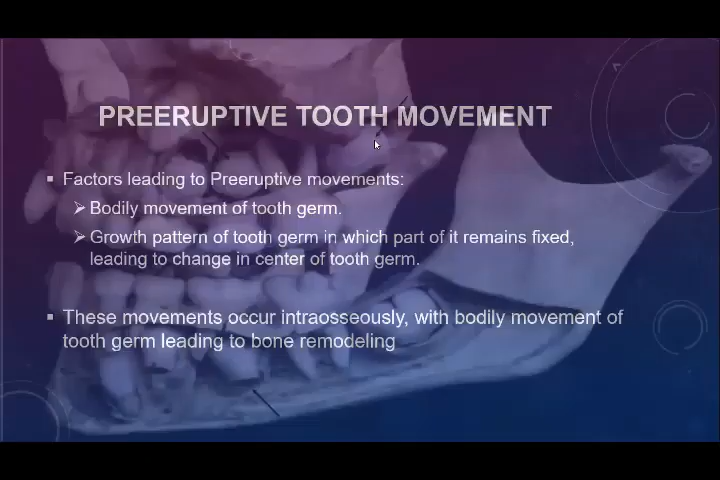 PREERUPTIVE TOOTH MOVEMENT
▪ Factors leading to Preeruptive movements:
➢ Bodily movement of tooth germ.
➢ Growth pattern of tooth germ in which part of it remains fixed,
leading to change in center of tooth germ.
▪ These movements occur intraosseously, with bodily movement of
tooth germ leading to bone remodeling